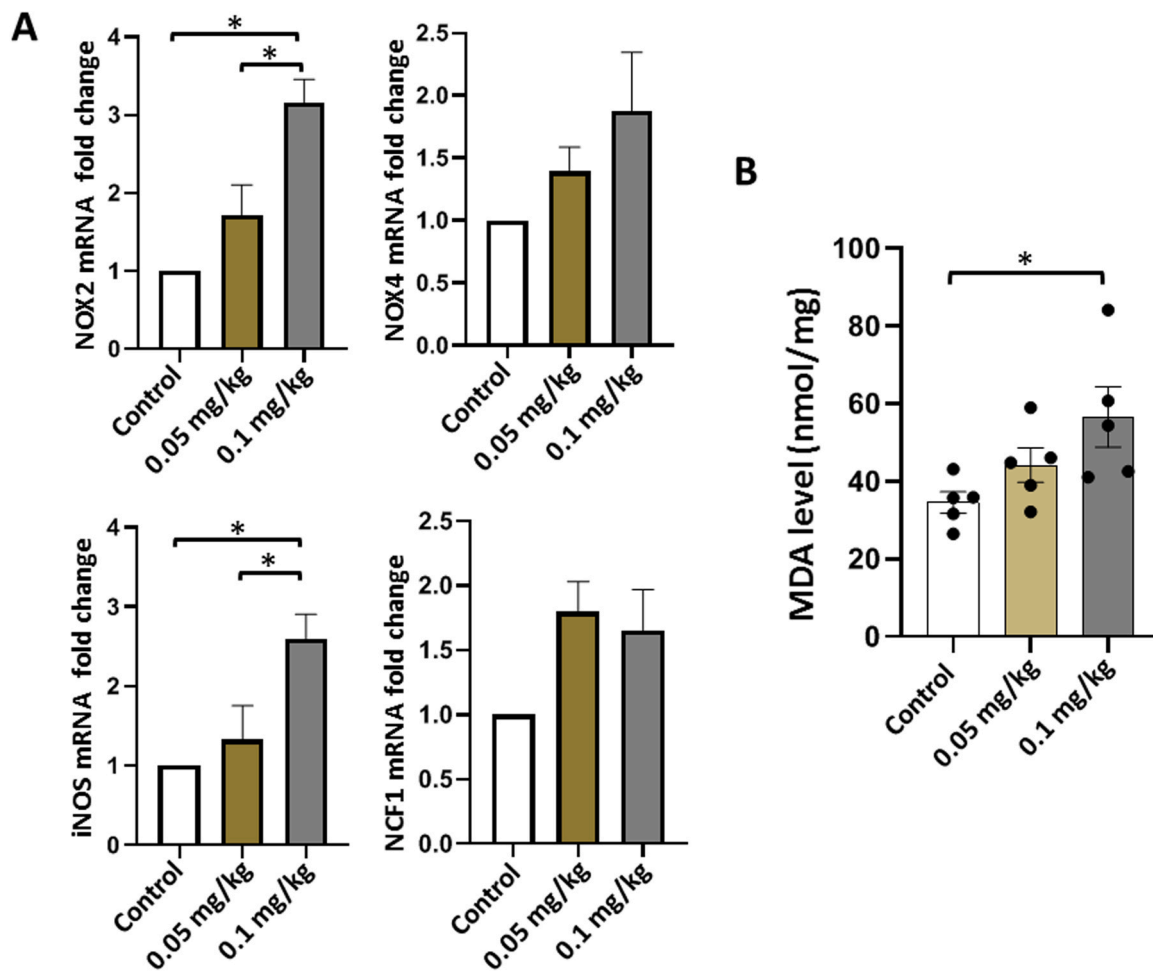 A
NOX2 mRNA fold change
4
3
2
1
0
*
*
Control
0.05 mg/kg
0.1 mg/kg
NOX4 mRNA fold change
2.5
2.0
1.5
1.0
0.5
0.0
Control
0.05 mg/kg
0.1 mg/kg
iNOS mRNA fold change
4
3
2
1
0
*
*
Control
0.05 mg/kg
0.1 mg/kg
NCF1 mRNA fold change
2.5
2.0
1.5
1.0
0.5
0.0
Control
0.05 mg/kg
0.1 mg/kg
B
MDA level (nmol/mg)
100
80
60
40
20
0
*
Control
0.05 mg/kg
0.1 mg/kg